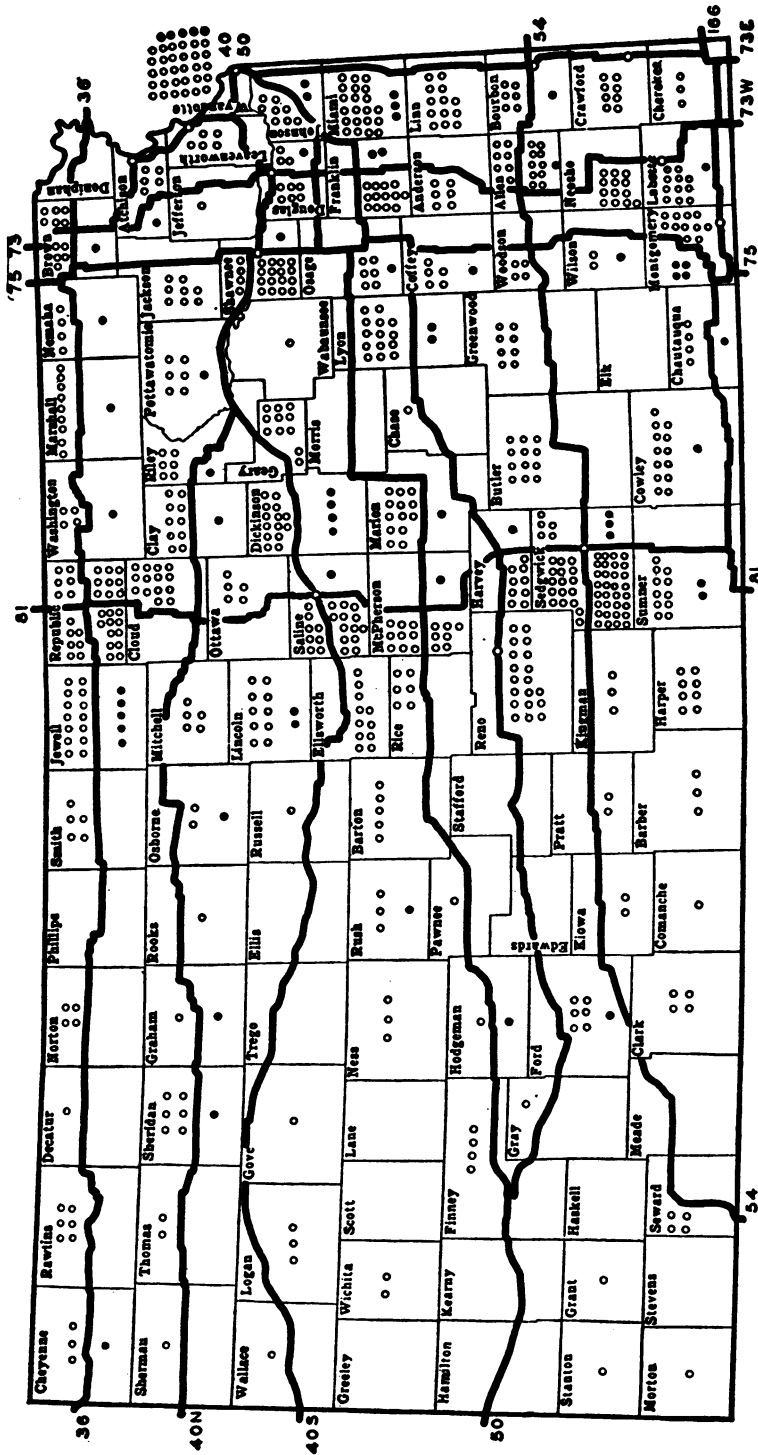 36
40
50
54
166
73E
73W
75
81
54
50
40S
40N
36
81
'75
73
Cheyenne
Rawlins
Decatur
Norton
Phillips
Smith
Jewell
Republic
Washington
Marshall
Nemaha
Brown
Doniphan
Sherman
Thomas
Sheridan
Graham
Rooks
Osborne
Mitchell
Cloud
Clay
Riley
Pottawatomie
Jackson
Atchison
Jefferson
Leavenworth
Wyandotte
Wallace
Logan
Gove
Trego
Ellis
Russell
Lincoln
Ottawa
Saline
Dickinson
Geary
Morris
Wabaunsee
Shawnee
Osage
Douglas
Johnson
Greeley
Wichita
Scott
Lane
Ness
Rush
Barton
Ellsworth
Rice
McPherson
Marion
Chase
Lyon
Coffey
Franklin
Miami
Anderson
Linn
Hamilton
Kearny
Finney
Gray
Hodgeman
Ford
Pawnee
Edwards
Stafford
Reno
Harvey
Sedgwick
Butler
Greenwood
Woodson
Allen
Bourbon
Stanton
Grant
Haskell
Meade
Clark
Kiowa
Pratt
Kingman
Sumner
Cowley
Elk
Wilson
Neosho
Crawford
Morton
Stevens
Seward
Comanche
Barber
Harper
Chautauqua
Montgomery
Labette
Cherokee